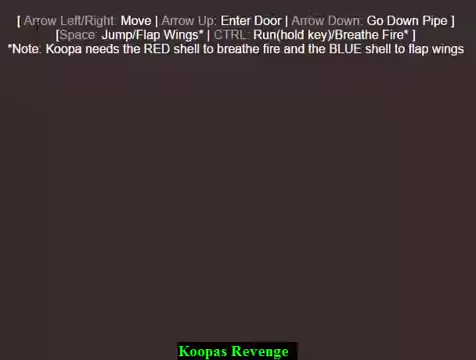 [ Arrow Left/Right: Move | Arrow Up: Enter Door | Arrow Down: Go Down Pipe ]
[Space: Jump/Flap Wings* | CTRL: Run(hold key)/Breathe Fire* ]
*Note: Koopa needs the RED shell to breathe fire and the BLUE shell to flap wings
Koopas Revenge